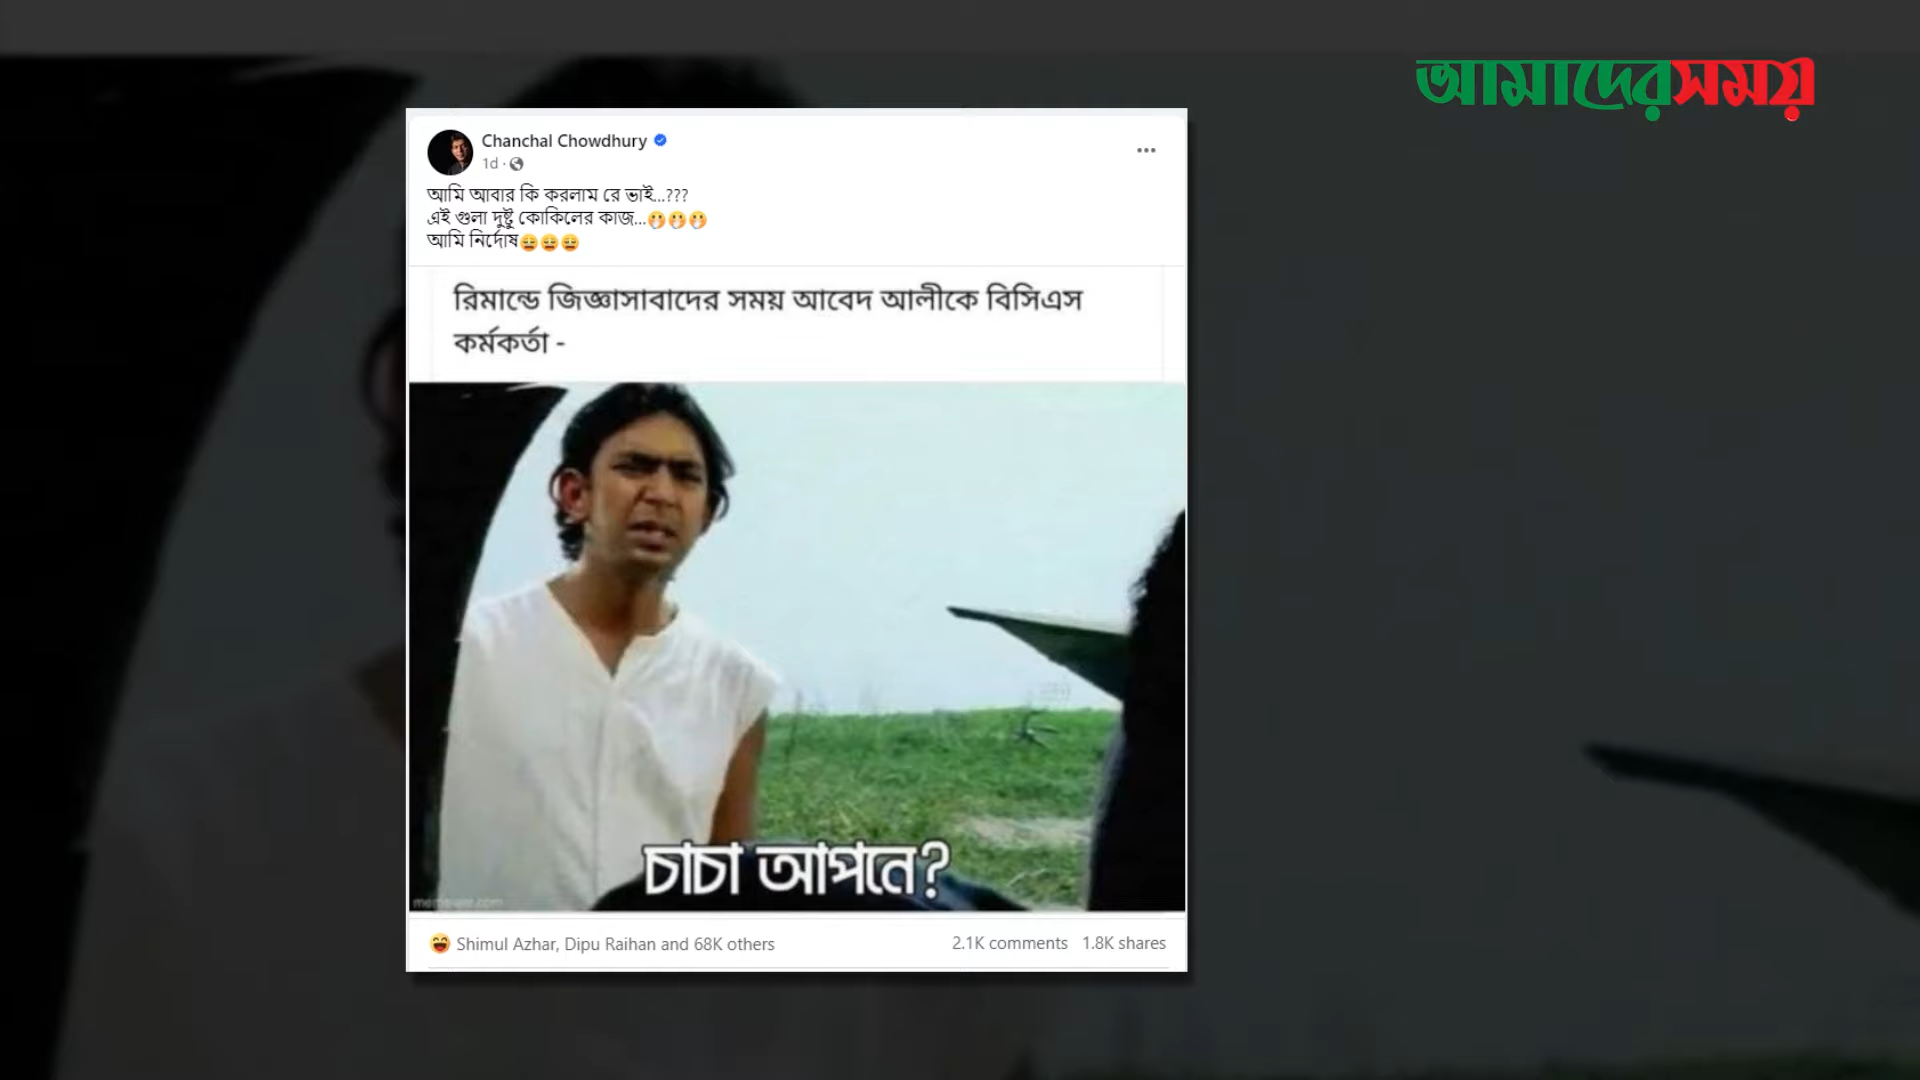 আমাদেরসময়
Chanchal Chowdhury
1d
আমি আবার কি করলাম রে ভাই...???
এই গুলা দুষ্টু কোকিলের কাজ...
আমি নির্দোষ
রিমান্ডে জিজ্ঞাসাবাদের সময় আবেদ আলীকে বিসিএস
কর্মকর্তা -
চাচা আপনে?
Shimul Azhar, Dipu Raihan and 68K others
2.1K comments 1.8K shares